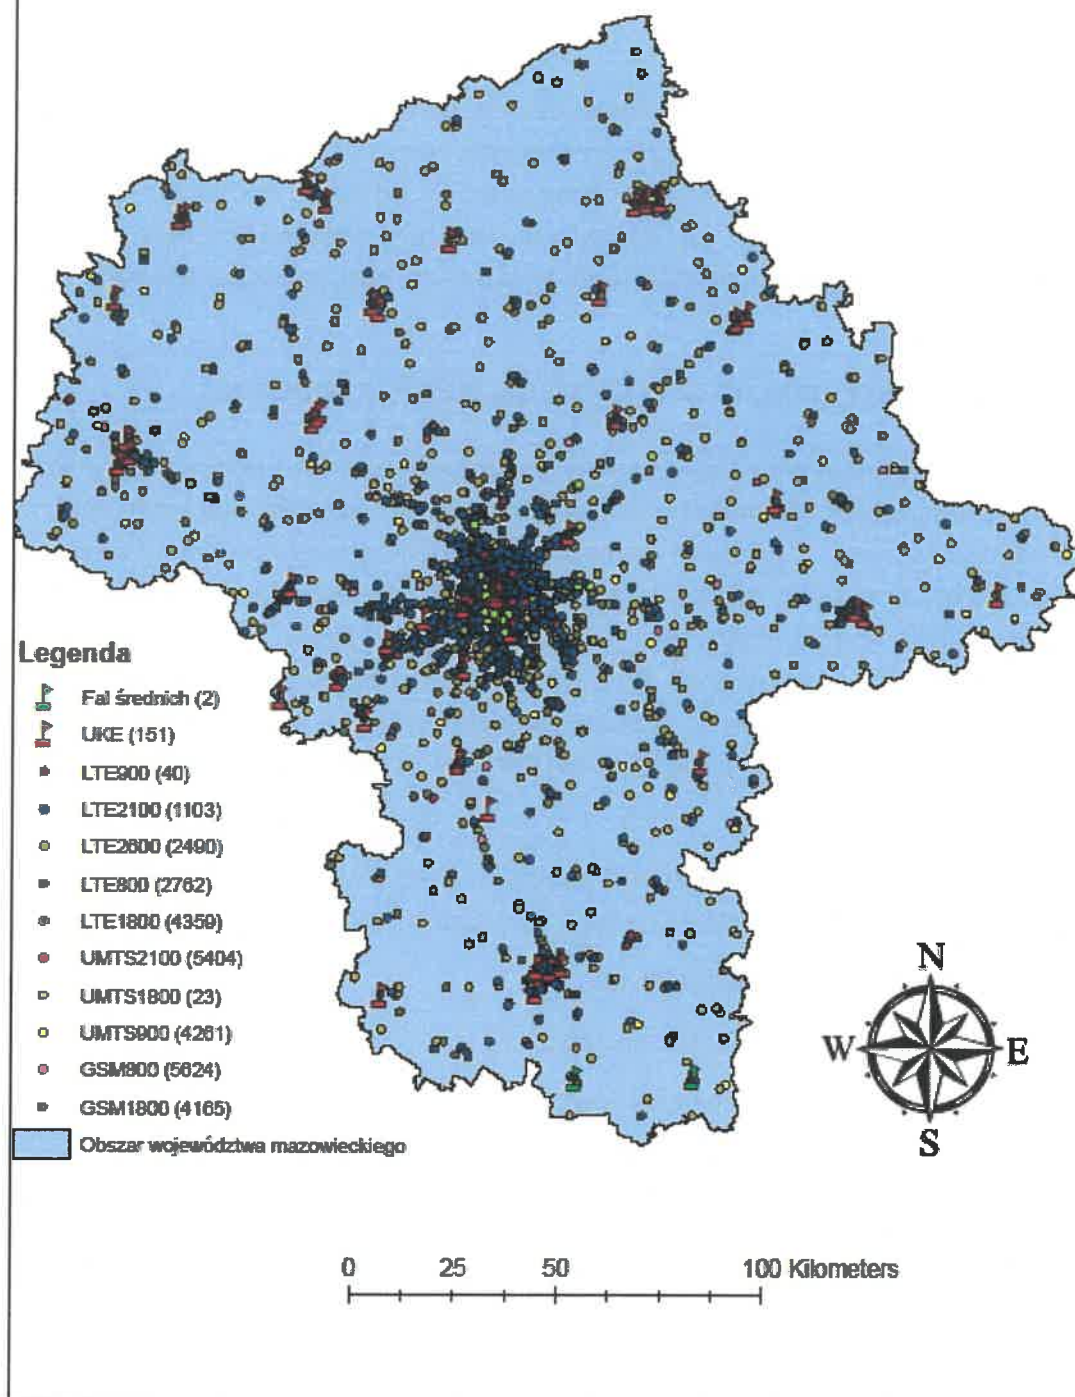 Legenda
Fal średnich (2)
UKE (151)
LTE900 (40)
LTE2100 (1103)
LTE2600 (2490)
LTE800 (2762)
LTE1800 (4359)
UMTS2100 (5404)
UMTS1800 (23)
UMTS900 (4261)
GSM900 (5624)
GSM1800 (4165)
Obszar województwa mazowieckiego
N
W E
S
0 25 50 100 Kilometers